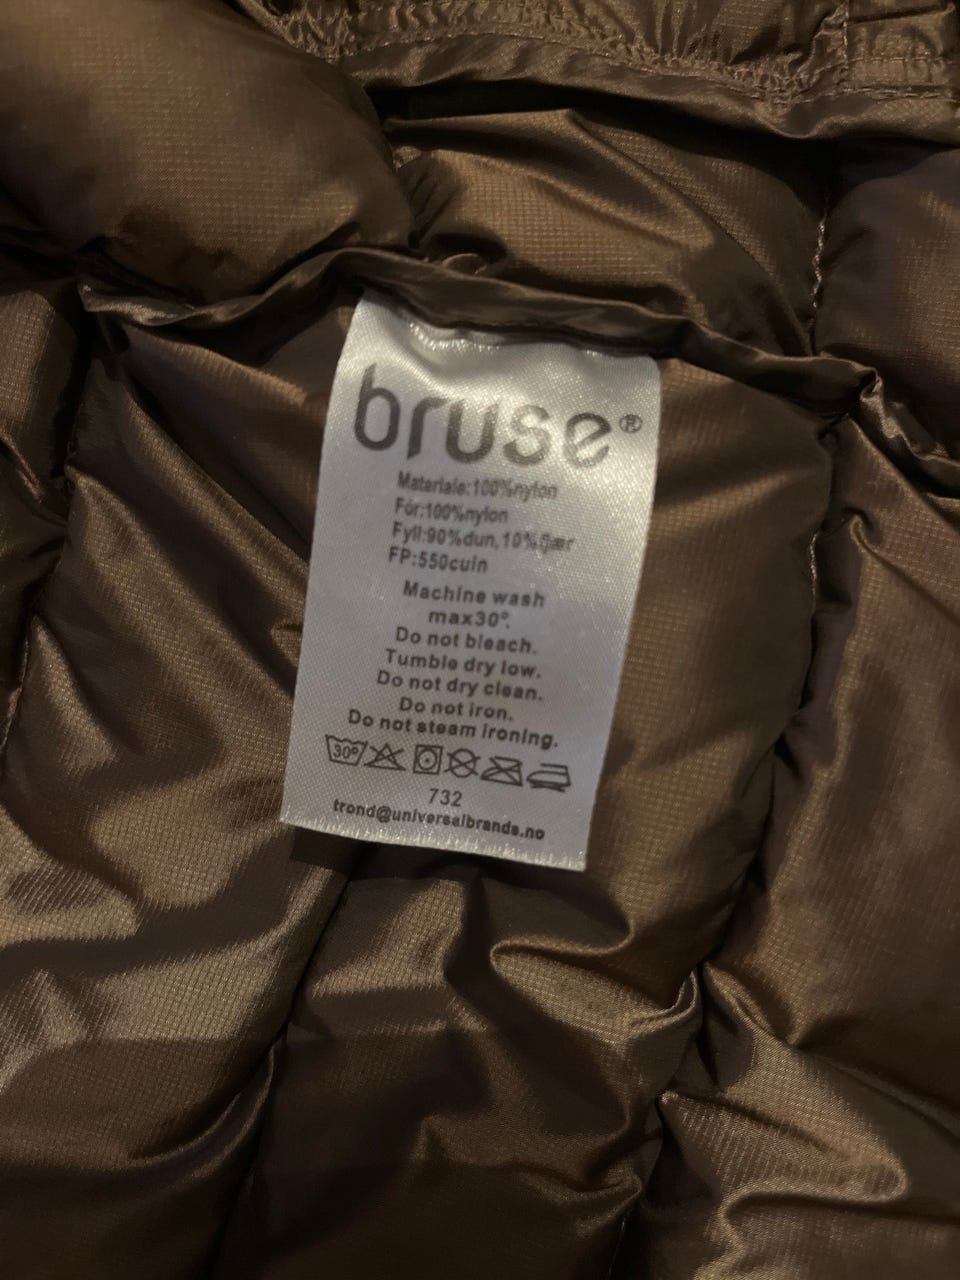 bruse®
Materiale:100%nylon
Fôr:100%nylon
Fyll:90%dun,10%fjær
FP:550cuin
Machine wash
max30°.
Do not bleach.
Tumble dry low.
Do not dry clean.
Do not iron.
Do not steam ironing.
30°
732
trond@universalbrands.no